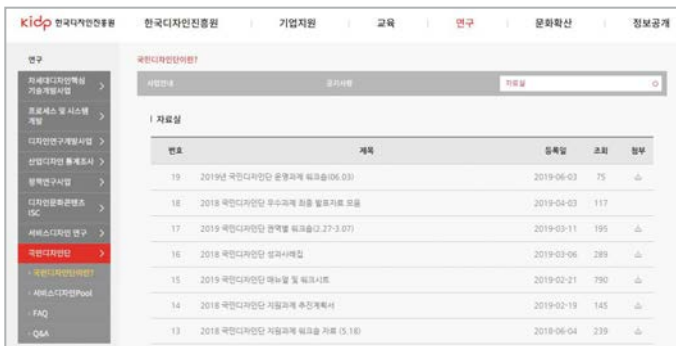 kidp 한국디자인진흥원
한국디자인진흥원 기업지원 교육 연구 문화확산 정보공개
연구
차세대디자인핵심
기술개발사업
프로세스 및 시스템
개발
디자인연구개발사업
산업디자인 통계조사
정책연구사업
디자인문화콘텐츠
ISC
서비스디자인 연구
국민디자인단
- 국민디자인단이란?
- 서비스디자인Pool
- FAQ
- Q&A
국민디자인단이란?
사업안내 공지사항 자료실
자료실
번호 제목 등록일 조회 첨부
19 2019년 국민디자인단 운영과제 워크숍(06.03) 2019-06-03 75
18 2018 국민디자인단 우수과제 최종 발표자료 모음 2019-04-03 117
17 2019 국민디자인단 권역별 워크숍(2.27-3.07) 2019-03-11 195
16 2018 국민디자인단 성과사례집 2019-03-06 289
15 2019 국민디자인단 매뉴얼 및 워크시트 2019-02-21 790
14 2018 국민디자인단 지원과제 추진계획서 2019-02-19 145
13 2018 국민디자인단 지원과제 워크숍 자료 (5.18) 2018-06-04 239